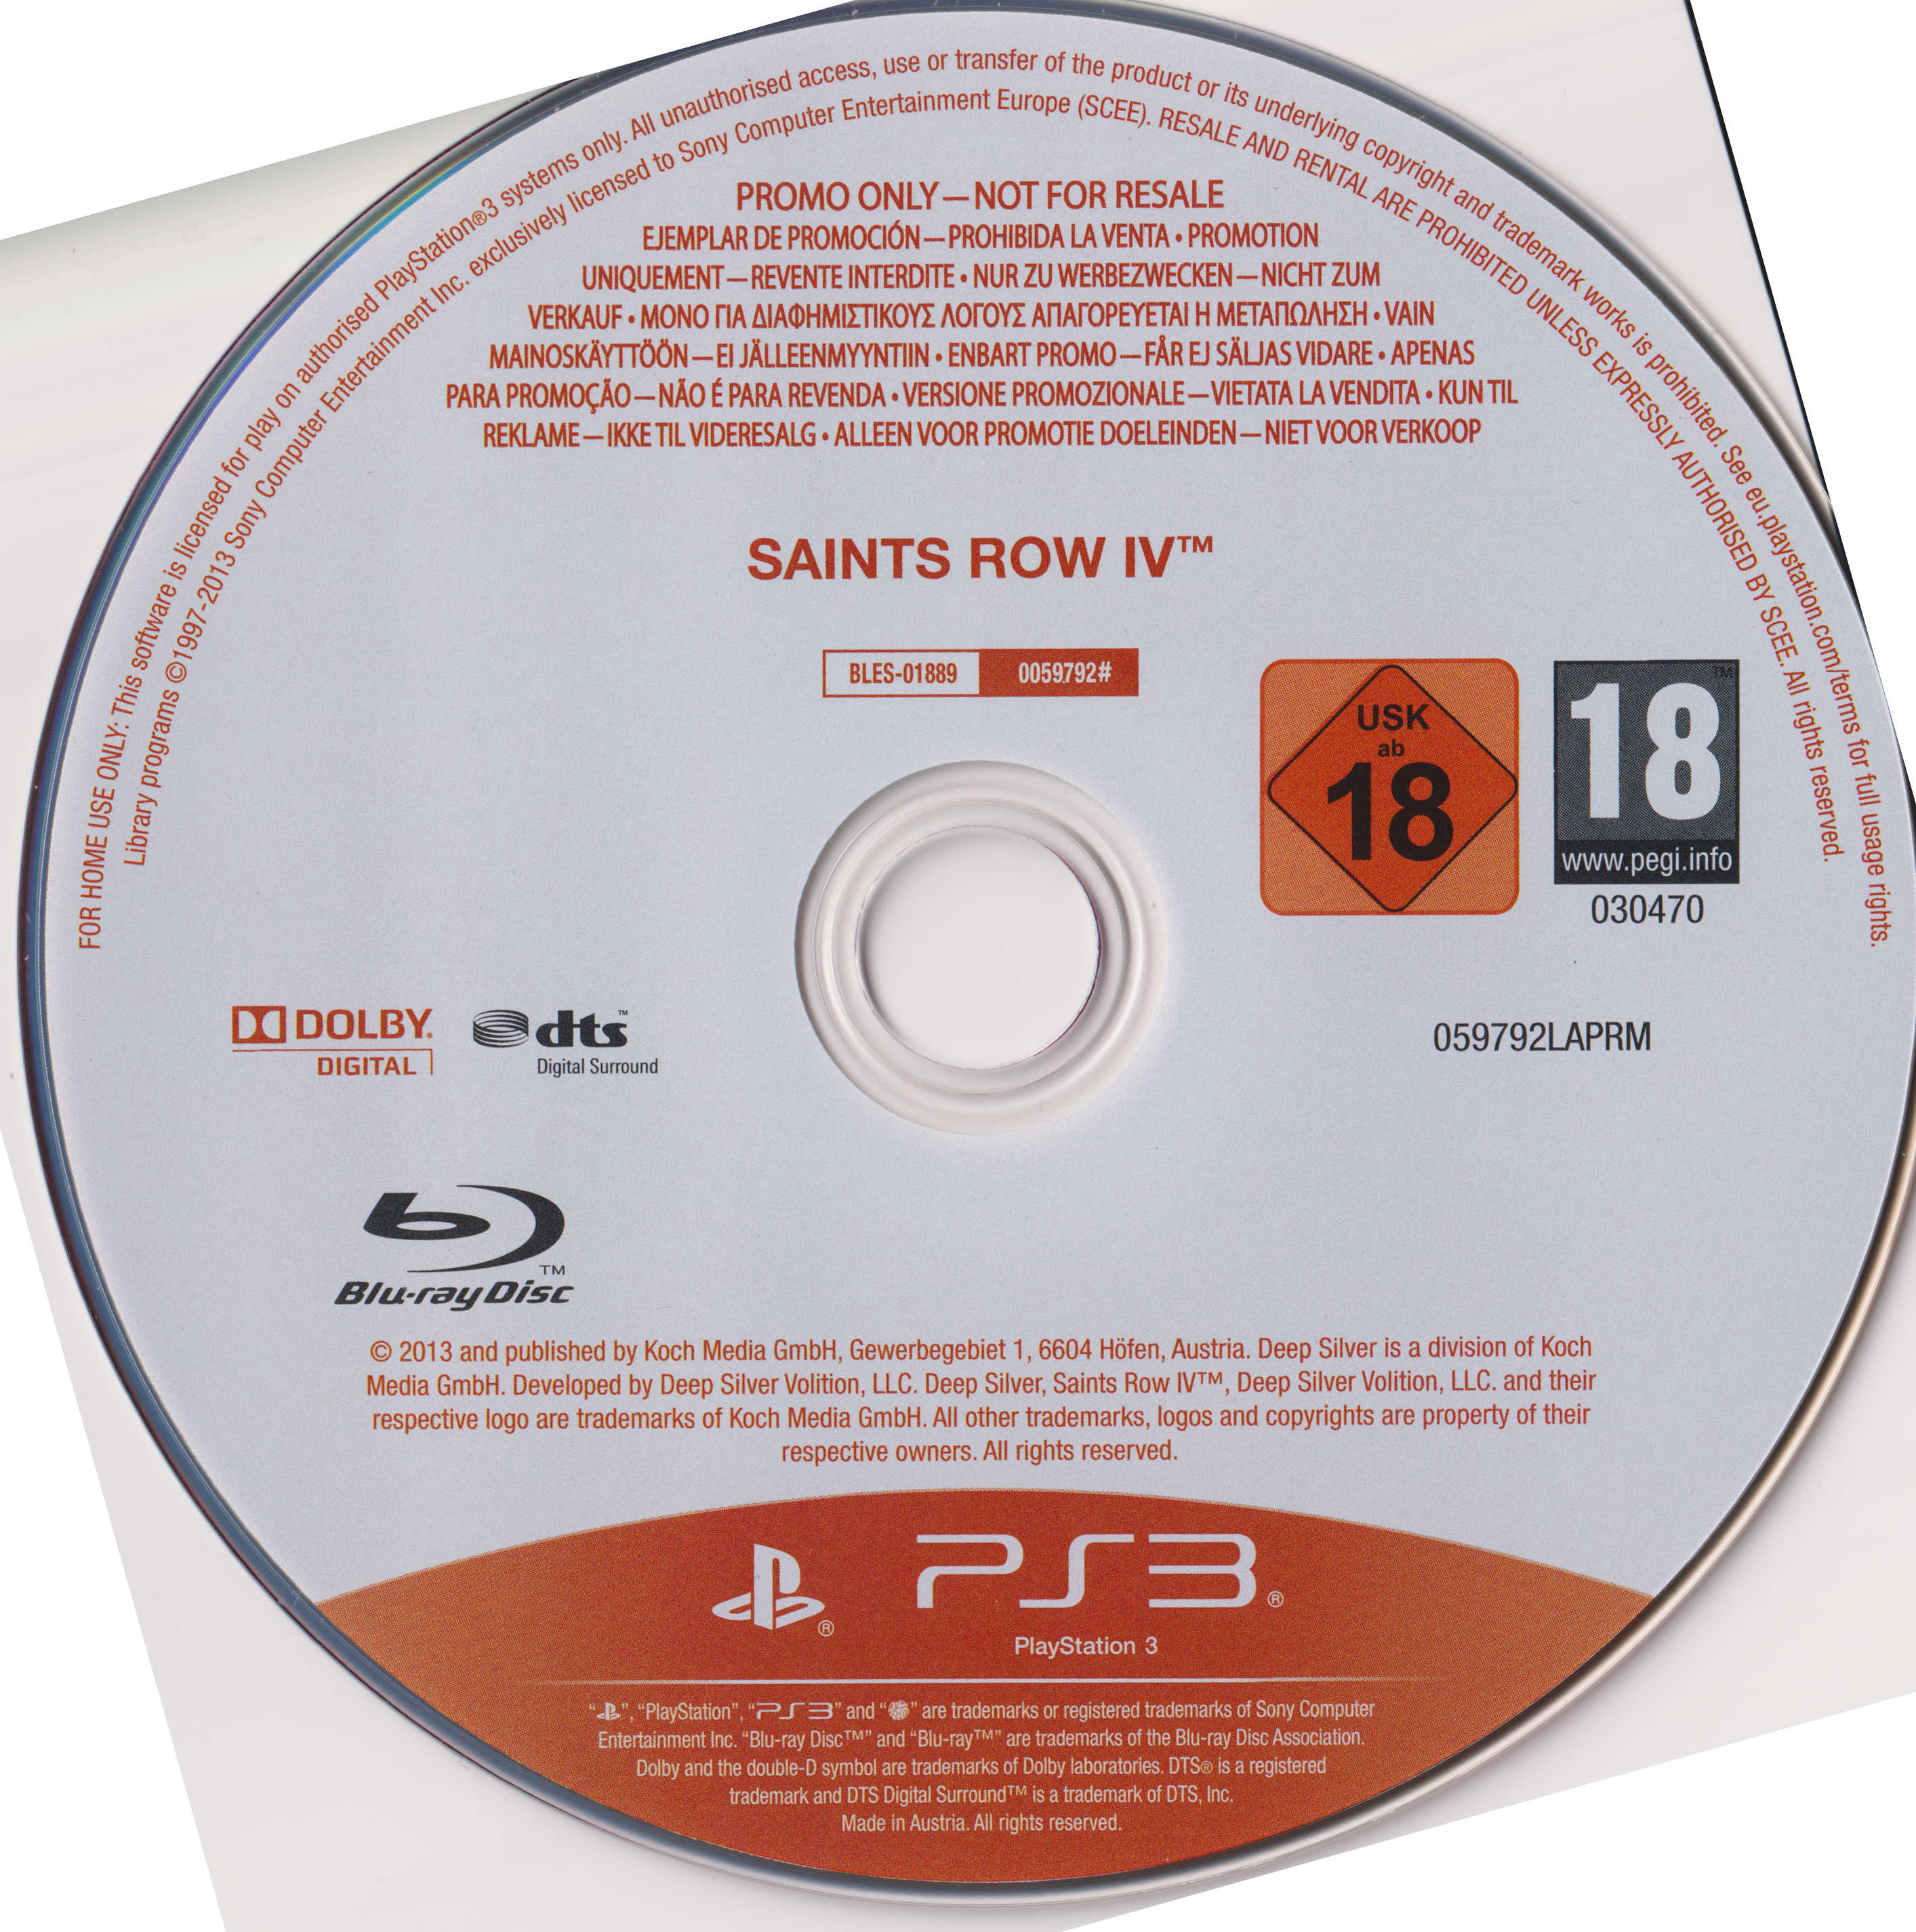 FOR HOME USE ONLY: This software is licensed for play on authorised PlayStation®3 systems only. All unauthorised access, use or transfer of the product or its underlying copyright and trademark works is prohibited. See eu.playstation.com/terms for full usage rights.
Library programs ©1997-2013 Sony Computer Entertainment Inc. exclusively licensed to Sony Computer Entertainment Europe (SCEE). RESALE AND RENTAL ARE PROHIBITED UNLESS EXPRESSLY AUTHORISED BY SCEE. All rights reserved.
PROMO ONLY—NOT FOR RESALE
EJEMPLAR DE PROMOCIÓN—PROHIBIDA LA VENTA • PROMOTION
UNIQUEMENT—REVENTE INTERDITE • NUR ZU WERBEZWECKEN—NICHT ZUM
VERKAUF • ΜΟΝΟ ΓΙΑ ΔΙΑΦΗΜΙΣΤΙΚΟΥΣ ΛΟΓΟΥΣ ΑΠΑΓΟΡΕΥΕΤΑΙ Η ΜΕΤΑΠΩΛΗΣΗ • VAIN
MAINOSKÄYTTÖÖN—EI JÄLLEENMYYNTIIN • ENBART PROMO—FÅR EJ SÄLJAS VIDARE • APENAS
PARA PROMOÇÃO—NÃO É PARA REVENDA • VERSIONE PROMOZIONALE—VIETATA LA VENDITA • KUN TIL
REKLAME—IKKE TIL VIDERESALG • ALLEEN VOOR PROMOTIE DOELEINDEN—NIET VOOR VERKOOP
SAINTS ROW IV™
BLES-01889 0059792#
USK
ab
18
18™
www.pegi.info
030470
DOLBY®
DIGITAL
dts™
Digital Surround
059792LAPRM
Blu-ray Disc™
© 2013 and published by Koch Media GmbH, Gewerbegebiet 1, 6604 Höfen, Austria. Deep Silver is a division of Koch
Media GmbH. Developed by Deep Silver Volition, LLC. Deep Silver, Saints Row IV™, Deep Silver Volition, LLC. and their
respective logo are trademarks of Koch Media GmbH. All other trademarks, logos and copyrights are property of their
respective owners. All rights reserved.
PS3®
PlayStation 3
“ ”, “PlayStation”, “PS3” and “ ” are trademarks or registered trademarks of Sony Computer
Entertainment Inc. “Blu-ray Disc™” and “Blu-ray™” are trademarks of the Blu-ray Disc Association.
Dolby and the double-D symbol are trademarks of Dolby laboratories. DTS® is a registered
trademark and DTS Digital Surround™ is a trademark of DTS, Inc.
Made in Austria. All rights reserved.